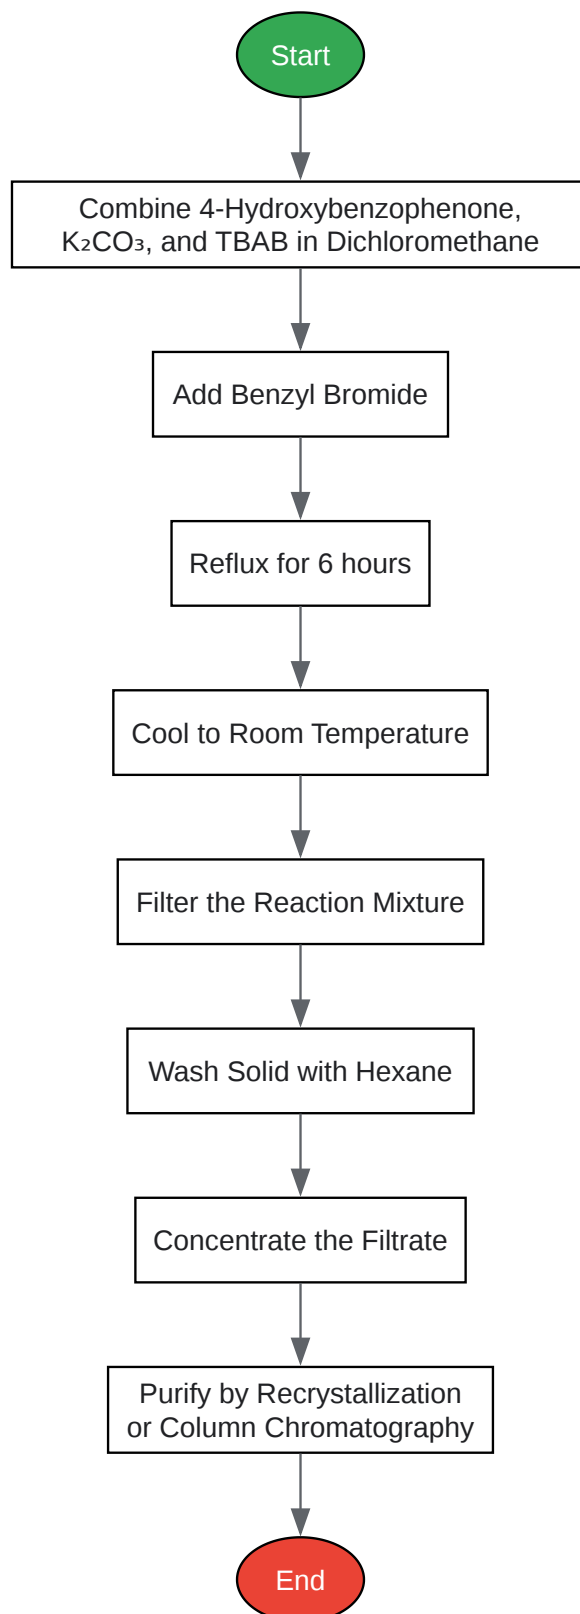 Start
Combine 4-Hydroxybenzophenone,
K₂CO₃, and TBAB in Dichloromethane
Add Benzyl Bromide
Reflux for 6 hours
Cool to Room Temperature
Filter the Reaction Mixture
Wash Solid with Hexane
Concentrate the Filtrate
Purify by Recrystallization
or Column Chromatography
End